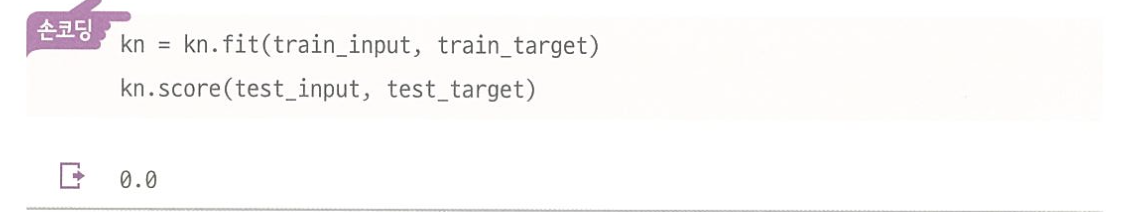 손코딩
kn = kn.fit(train_input, train_target)
kn.score(test_input, test_target)
0.0